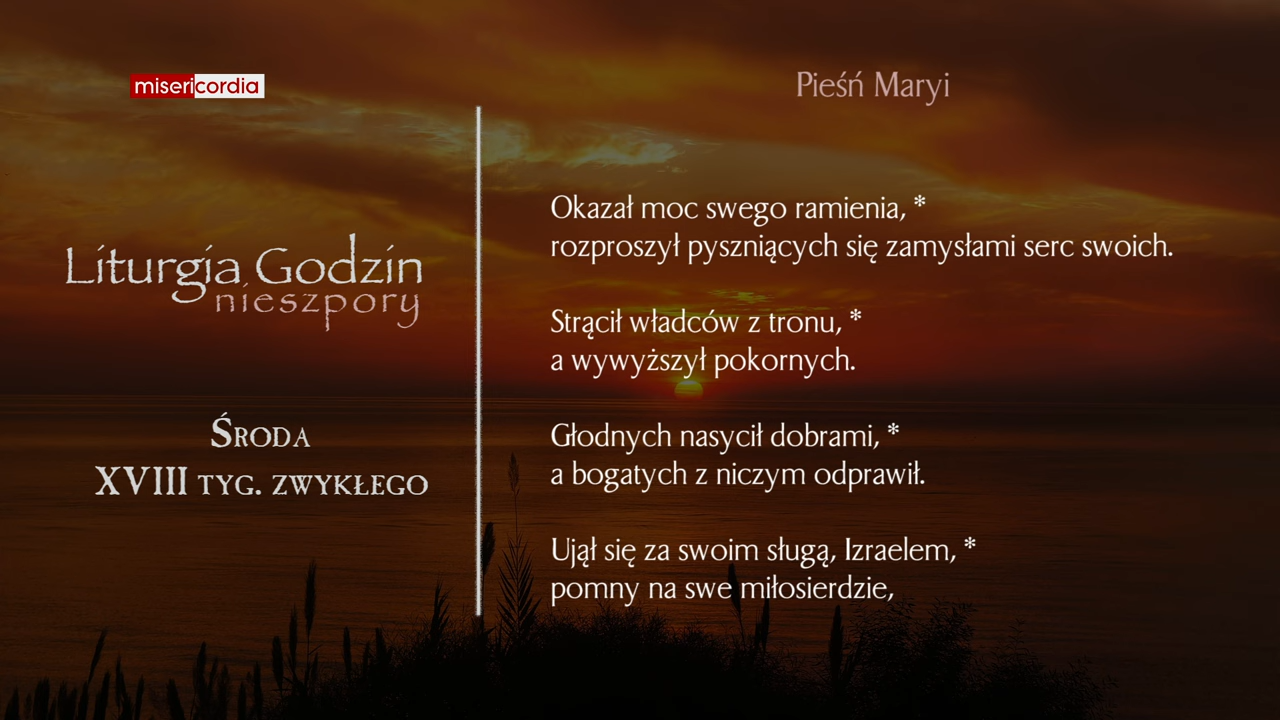 misericordia
Liturgia Godzin
nieszpory
Środa
XVIII tyg. zwykłego
Pieśń Maryi
Okazał moc swego ramienia, *
rozproszył pyszniących się zamysłami serc swoich.
Strącił władców z tronu, *
a wywyższył pokornych.
Głodnych nasycił dobrami, *
a bogatych z niczym odprawił.
Ujął się za swoim sługą, Izraelem, *
pomny na swe miłosierdzie,